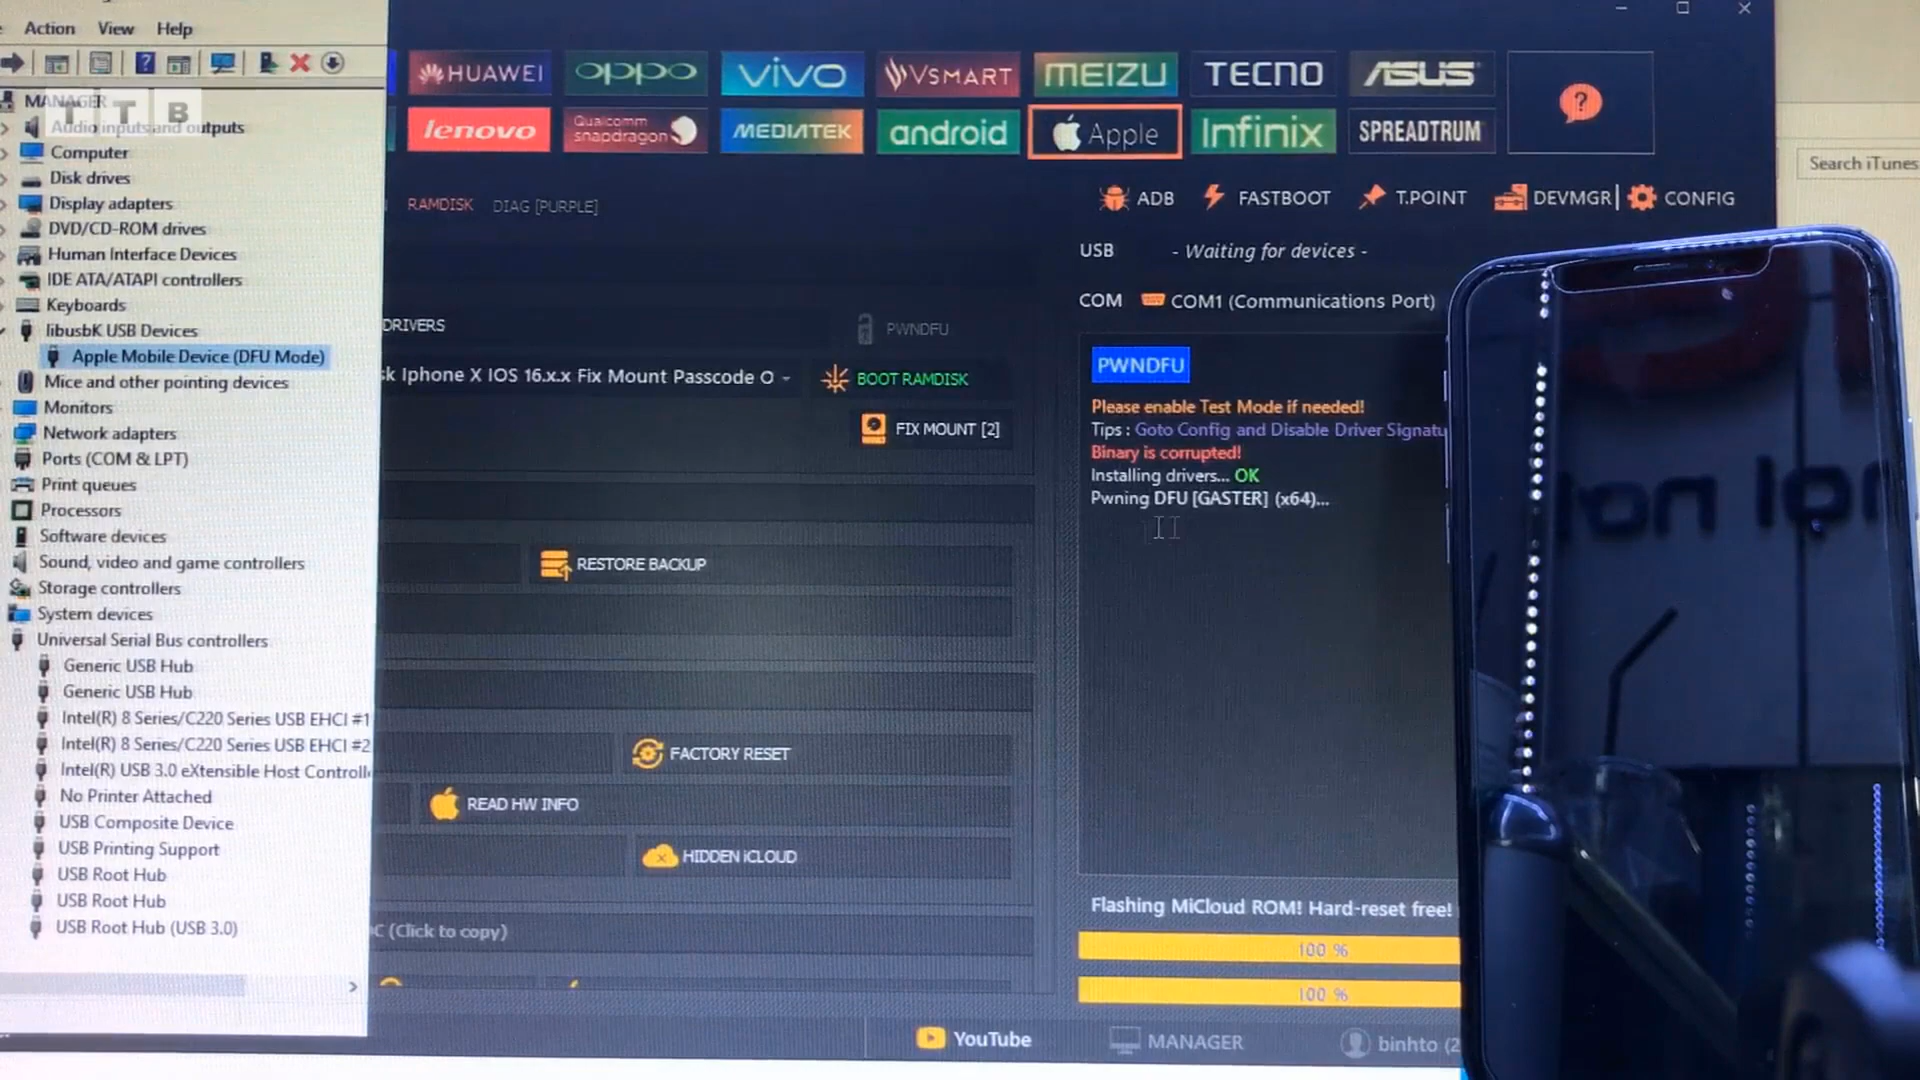 Action View Help
TTB
MANAGER
Audio inputs and outputs
Computer
Disk drives
Display adapters
DVD/CD-ROM drives
Human Interface Devices
IDE ATA/ATAPI controllers
Keyboards
libusbK USB Devices
Apple Mobile Device (DFU Mode)
Mice and other pointing devices
Monitors
Network adapters
Ports (COM & LPT)
Print queues
Processors
Software devices
Sound, video and game controllers
Storage controllers
System devices
Universal Serial Bus controllers
Generic USB Hub
Generic USB Hub
Intel(R) 8 Series/C220 Series USB EHCI #1
Intel(R) 8 Series/C220 Series USB EHCI #2
Intel(R) USB 3.0 eXtensible Host Controll
No Printer Attached
USB Composite Device
USB Printing Support
USB Root Hub
USB Root Hub
USB Root Hub (USB 3.0)
HUAWEI oppo vivo VSMART MEIZU TECNO ASUS ?
lenovo Qualcomm snapdragon MEDIATEK android Apple Infinix SPREADTRUM
Search iTunes
RAMDISK DIAG [PURPLE]
ADB FASTBOOT T.POINT DEVMGR CONFIG
DRIVERS PWNDFU
sk Iphone X IOS 16.x.x Fix Mount Passcode O BOOT RAMDISK
FIX MOUNT [2]
RESTORE BACKUP
FACTORY RESET
READ HW INFO
HIDDEN iCLOUD
C (Click to copy)
USB - Waiting for devices -
COM COM1 (Communications Port)
PWNDFU
Please enable Test Mode if needed!
Tips : Goto Config and Disable Driver Signatu
Binary is corrupted!
Installing drivers... OK
Pwning DFU [GASTER] (x64)...
Flashing MiCloud ROM! Hard-reset free!
100 %
100 %
YouTube MANAGER binhto (2